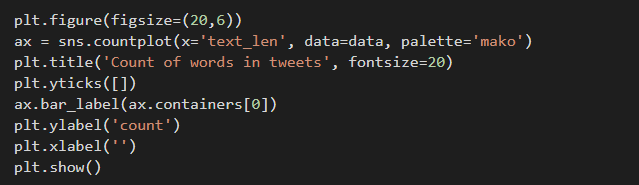 plt.figure(figsize=(20,6))
ax = sns.countplot(x='text_len', data=data, palette='mako')
plt.title('Count of words in tweets', fontsize=20)
plt.yticks([])
ax.bar_label(ax.containers[0])
plt.ylabel('count')
plt.xlabel('')
plt.show()